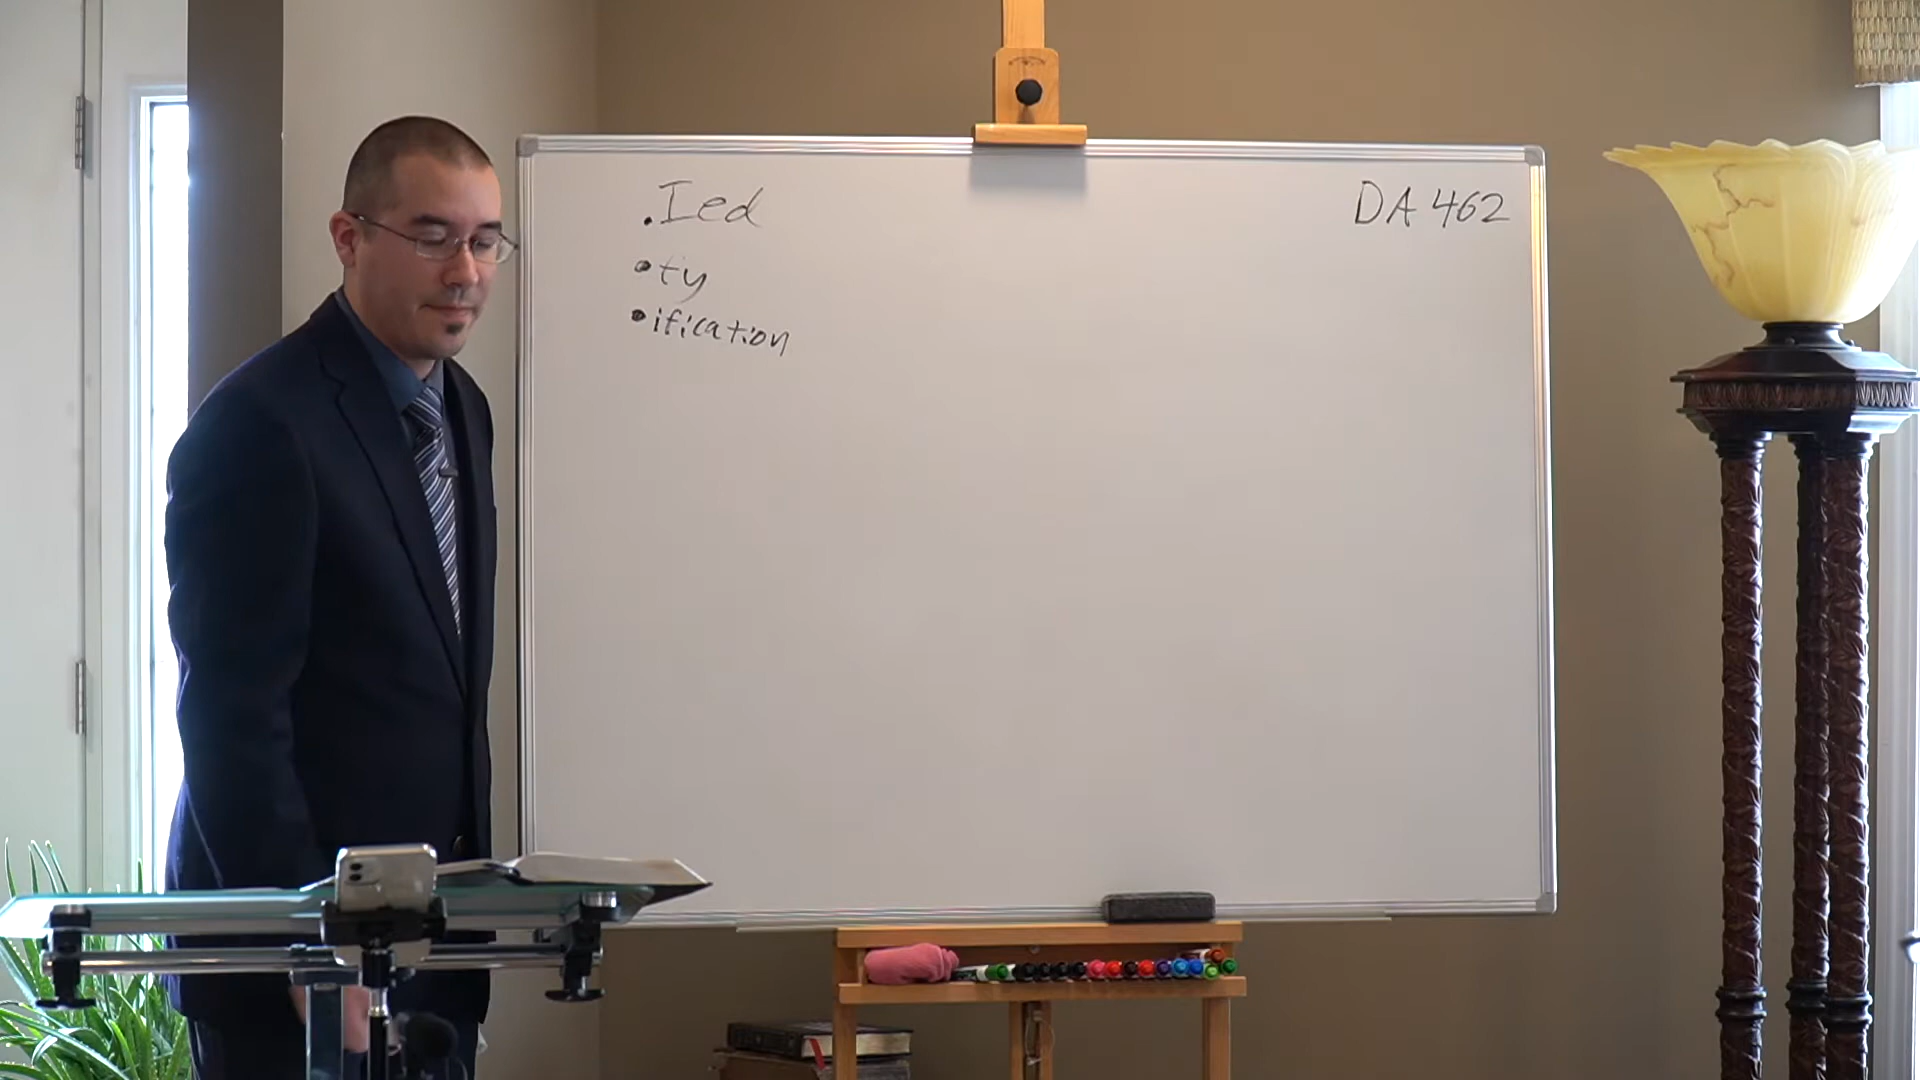 .Ied
DA 462
•ty
•ification